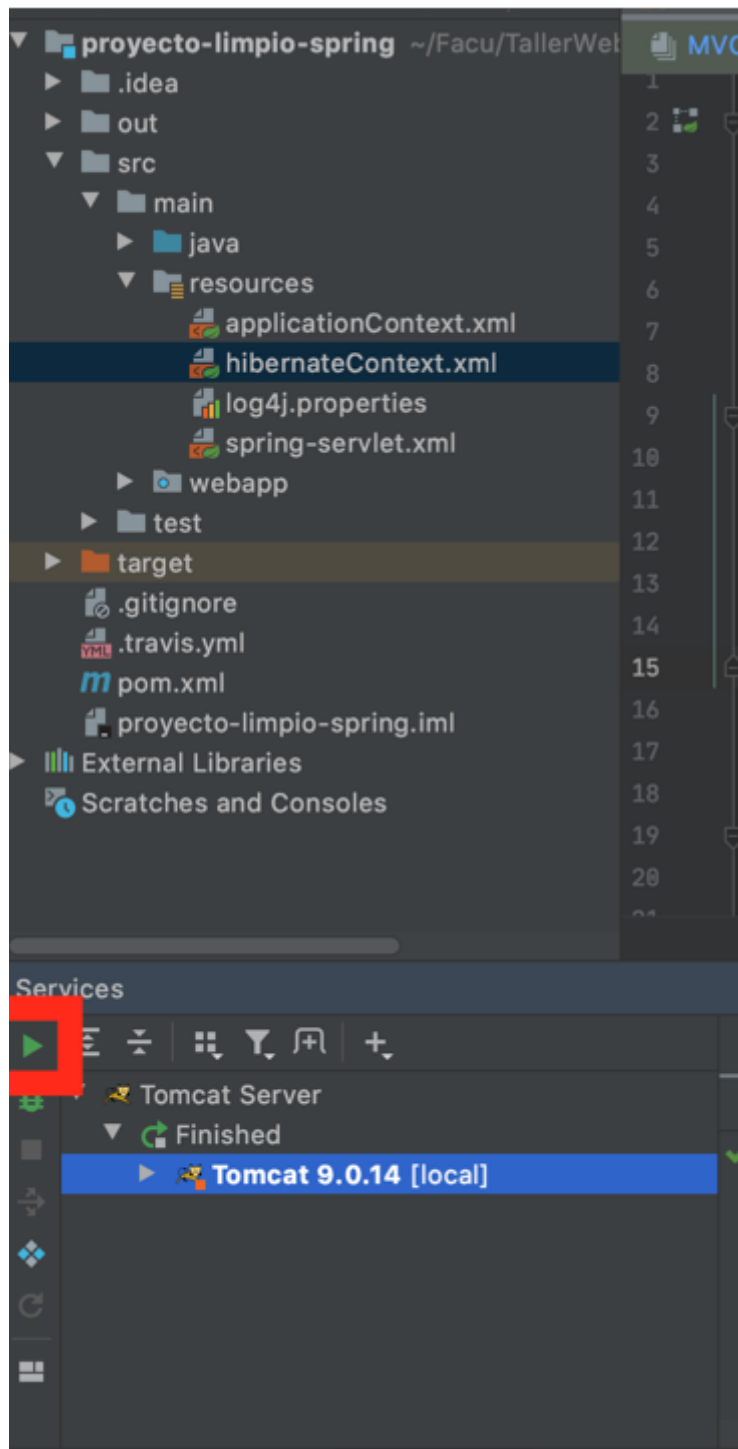 proyecto-limpio-spring ~/Facu/TallerWeb
MVC
.idea
out
src
main
java
resources
applicationContext.xml
hibernateContext.xml
log4j.properties
spring-servlet.xml
webapp
test
target
.gitignore
YML .travis.yml
m pom.xml
proyecto-limpio-spring.iml
External Libraries
Scratches and Consoles
1
2
3
4
5
6
7
8
9
10
11
12
13
14
15
16
17
18
19
20
21
Services
Tomcat Server
Finished
Tomcat 9.0.14 [local]